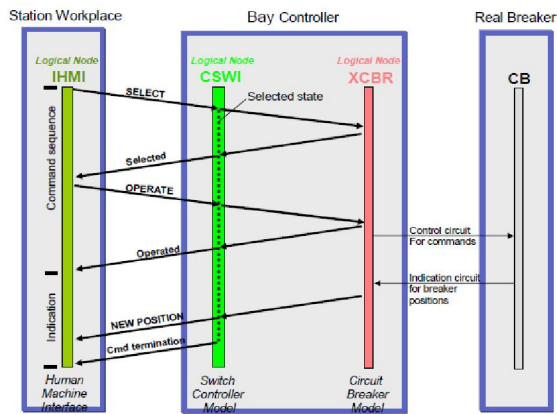 Station Workplace
Bay Controller
Real Breaker
Logical Node
IHMI
Logical Node
CSWI
Logical Node
XCBR
CB
SELECT
Selected state
Command sequence
Selected
OPERATE
Control circuit
For commands
Operated
Indication circuit
for breaker
positions
Indication
NEW POSITION
Cmd termination
Human
Machine
Interface
Switch
Controller
Model
Circuit
Breaker
Model